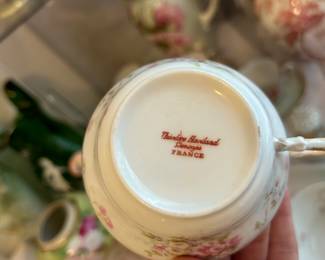 Theodore Haviland
Limoges
FRANCE